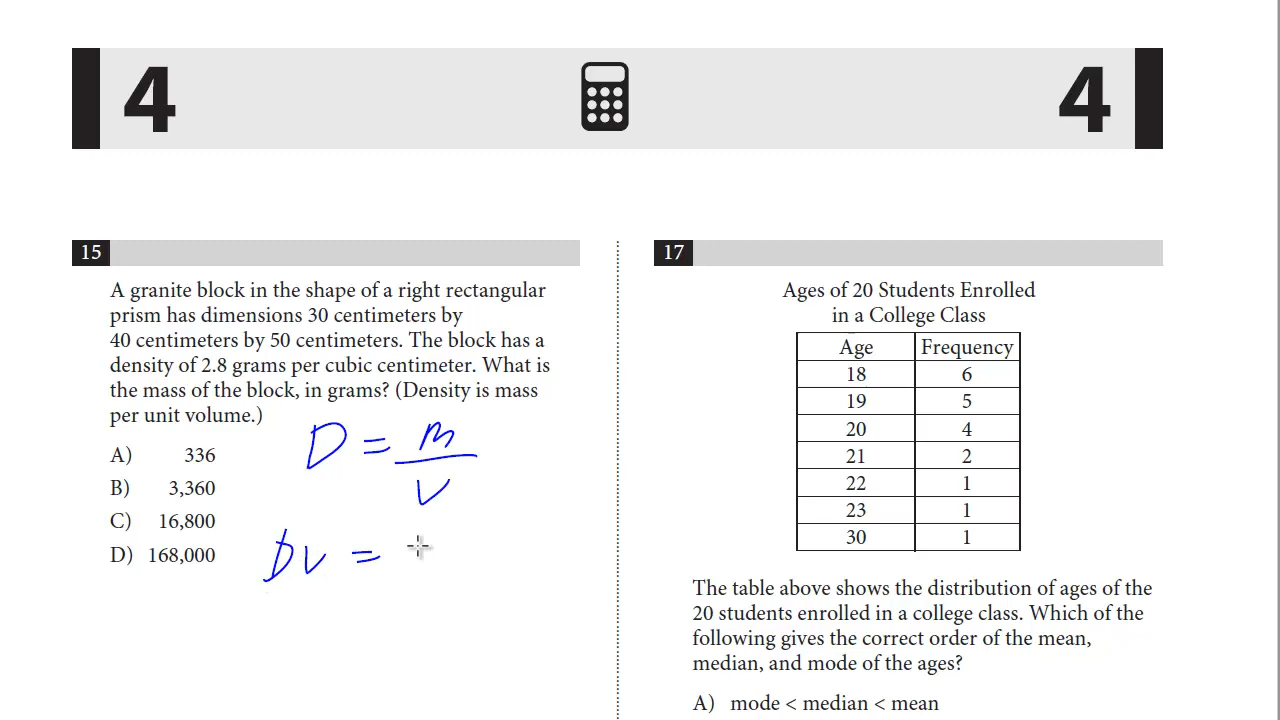 4 4
15
A granite block in the shape of a right rectangular
prism has dimensions 30 centimeters by
40 centimeters by 50 centimeters. The block has a
density of 2.8 grams per cubic centimeter. What is
the mass of the block, in grams? (Density is mass
per unit volume.)
A) 336
B) 3,360
C) 16,800
D) 168,000
D = m
V
DV =
17
Ages of 20 Students Enrolled
in a College Class
Age Frequency
18 6
19 5
20 4
21 2
22 1
23 1
30 1
The table above shows the distribution of ages of the
20 students enrolled in a college class. Which of the
following gives the correct order of the mean,
median, and mode of the ages?
A) mode < median < mean